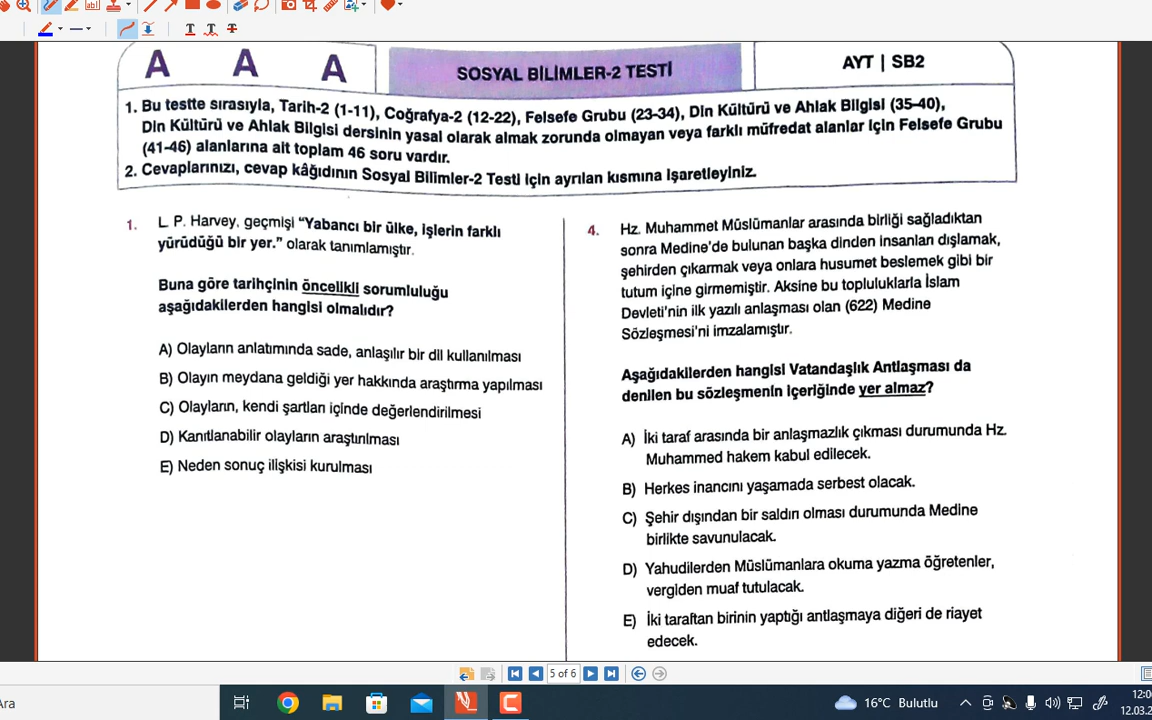 A A A
SOSYAL BİLİMLER-2 TESTİ
AYT | SB2
1. Bu testte sırasıyla, Tarih-2 (1-11), Coğrafya-2 (12-22), Felsefe Grubu (23-34), Din Kültürü ve Ahlak Bilgisi (35-40),
Din Kültürü ve Ahlak Bilgisi dersinin yasal olarak almak zorunda olmayan veya farklı müfredat alanlar için Felsefe Grubu
(41-46) alanlarına ait toplam 46 soru vardır.
2. Cevaplarınızı, cevap kâğıdının Sosyal Bilimler-2 Testi için ayrılan kısmına işaretleyiniz.
1. L. P. Harvey, geçmişi “Yabancı bir ülke, işlerin farklı
yürüdüğü bir yer.” olarak tanımlamıştır.
Buna göre tarihçinin öncelikli sorumluluğu
aşağıdakilerden hangisi olmalıdır?
A) Olayların anlatımında sade, anlaşılır bir dil kullanılması
B) Olayın meydana geldiği yer hakkında araştırma yapılması
C) Olayların, kendi şartları içinde değerlendirilmesi
D) Kanıtlanabilir olayların araştırılması
E) Neden sonuç ilişkisi kurulması
4. Hz. Muhammet Müslümanlar arasında birliği sağladıktan
sonra Medine’de bulunan başka dinden insanları dışlamak,
şehirden çıkarmak veya onlara husumet beslemek gibi bir
tutum içine girmemiştir. Aksine bu topluluklarla İslam
Devleti’nin ilk yazılı anlaşması olan (622) Medine
Sözleşmesi’ni imzalamıştır.
Aşağıdakilerden hangisi Vatandaşlık Antlaşması da
denilen bu sözleşmenin içeriğinde yer almaz?
A) İki taraf arasında bir anlaşmazlık çıkması durumunda Hz.
Muhammed hakem kabul edilecek.
B) Herkes inancını yaşamada serbest olacak.
C) Şehir dışından bir saldırı olması durumunda Medine
birlikte savunulacak.
D) Yahudilerden Müslümanlara okuma yazma öğretenler,
vergiden muaf tutulacak.
E) İki taraftan birinin yaptığı antlaşmaya diğeri de riayet
edecek.
5 of 6
Ara
16°C Bulutlu
12:0
12.03.2